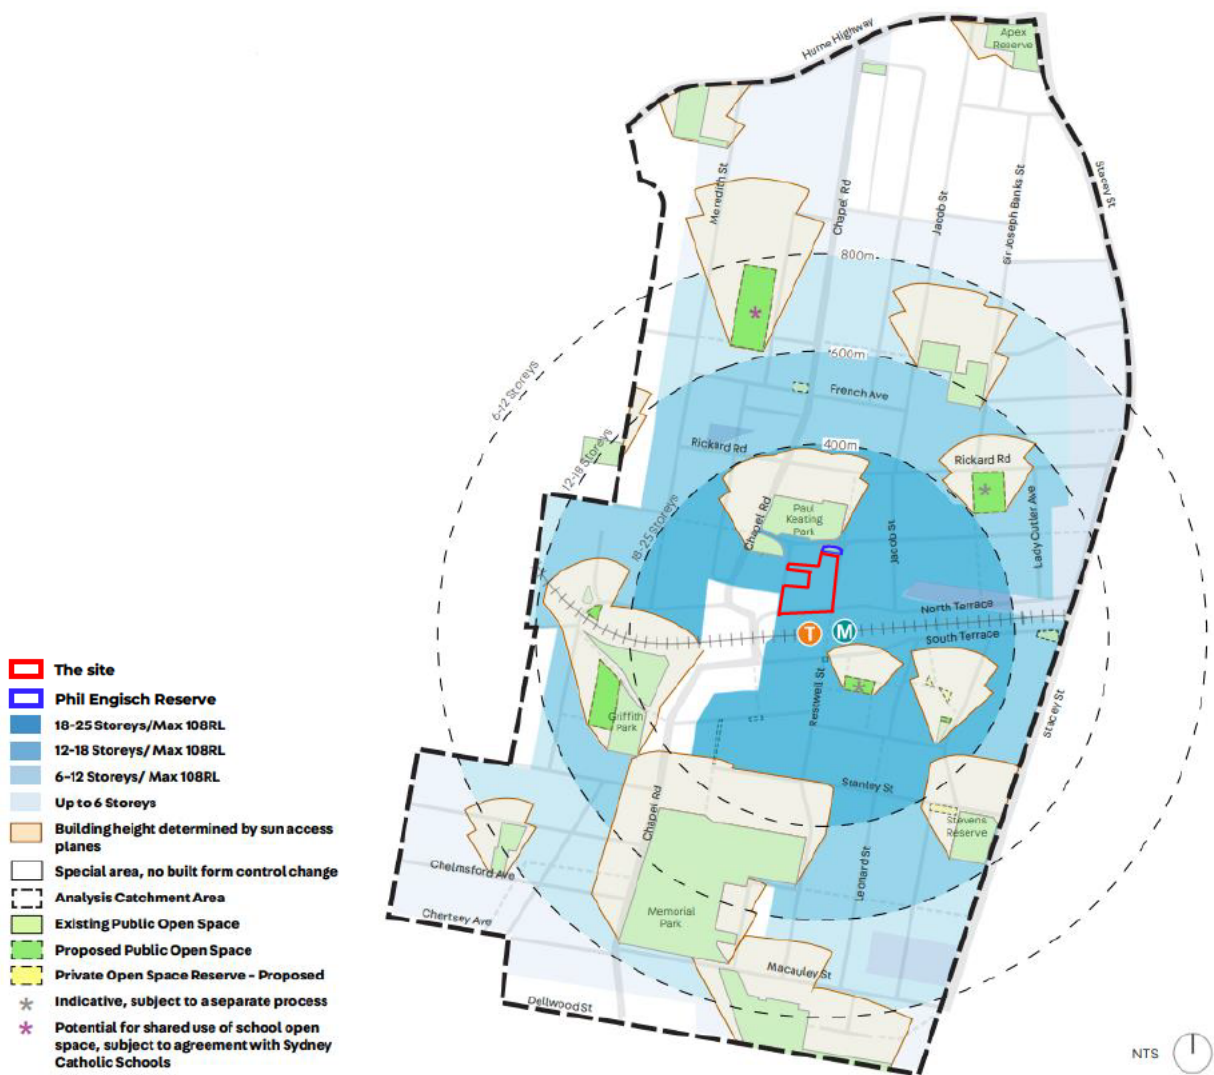 Hume Highway
Apex
Reserve
Meredith St
Chapel Rd
Jacob St
Sir Joseph Banks St
Stacey St
800m
6-12 Storeys
600m
French Ave
12-18 Storeys
Rickard Rd
400m
Rickard Rd
18-25 Storeys
Chapel Rd
Paul
Keating
Park
Jacob St
Lady Cutler Ave
North Terrace
T
M
South Terrace
Restwell St
Griffith
Park
Stacey St
Stanley St
Chapel Rd
Stevens
Reserve
Chelmsford Ave
Leonard St
Chertsey Ave
Memorial
Park
Macauley St
Dellwood St
NTS
The site
Phil Engisch Reserve
18-25 Storeys/Max 108RL
12-18 Storeys/ Max 108RL
6-12 Storeys/ Max 108RL
Up to 6 Storeys
Building height determined by sun access
planes
Special area, no built form control change
Analysis Catchment Area
Existing Public Open Space
Proposed Public Open Space
Private Open Space Reserve - Proposed
Indicative, subject to a separate process
Potential for shared use of school open
space, subject to agreement with Sydney
Catholic Schools